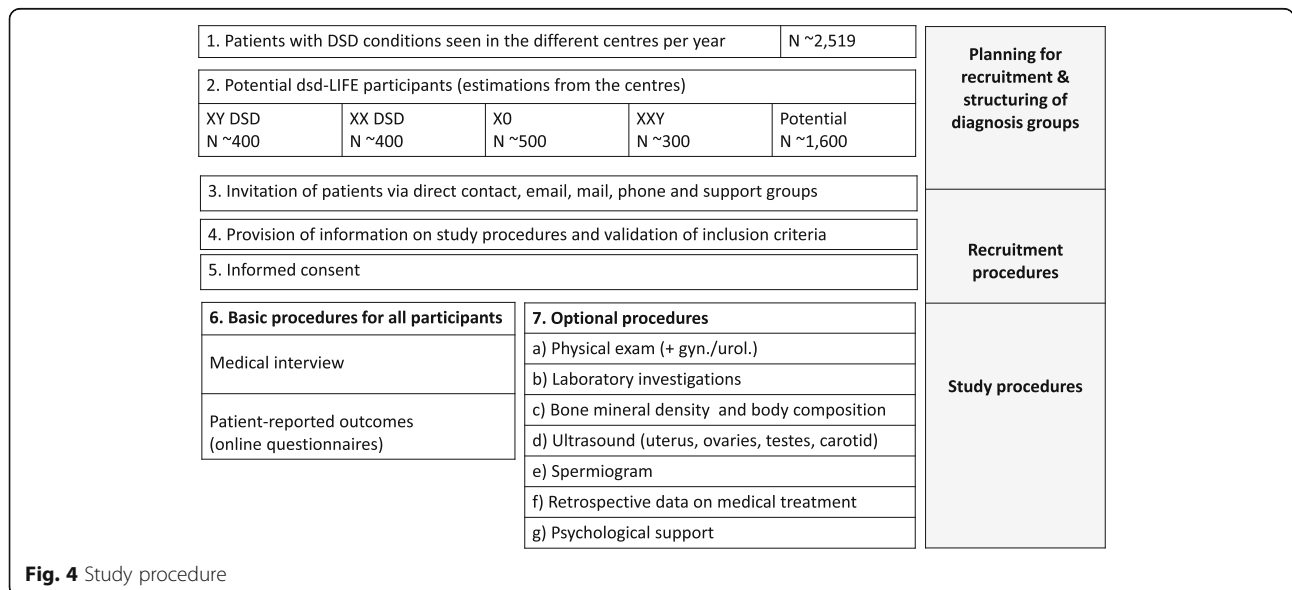 1. Patients with DSD conditions seen in the different centres per year
N ~2,519
2. Potential dsd-LIFE participants (estimations from the centres)
XY DSD
N ~400
XX DSD
N ~400
X0
N ~500
XXY
N ~300
Potential
N ~1,600
Planning for
recruitment &
structuring of
diagnosis groups
3. Invitation of patients via direct contact, email, mail, phone and support groups
4. Provision of information on study procedures and validation of inclusion criteria
5. Informed consent
Recruitment
procedures
6. Basic procedures for all participants
Medical interview
Patient-reported outcomes
(online questionnaires)
7. Optional procedures
a) Physical exam (+ gyn./urol.)
b) Laboratory investigations
c) Bone mineral density and body composition
d) Ultrasound (uterus, ovaries, testes, carotid)
e) Spermiogram
f) Retrospective data on medical treatment
g) Psychological support
Study procedures
Fig. 4 Study procedure